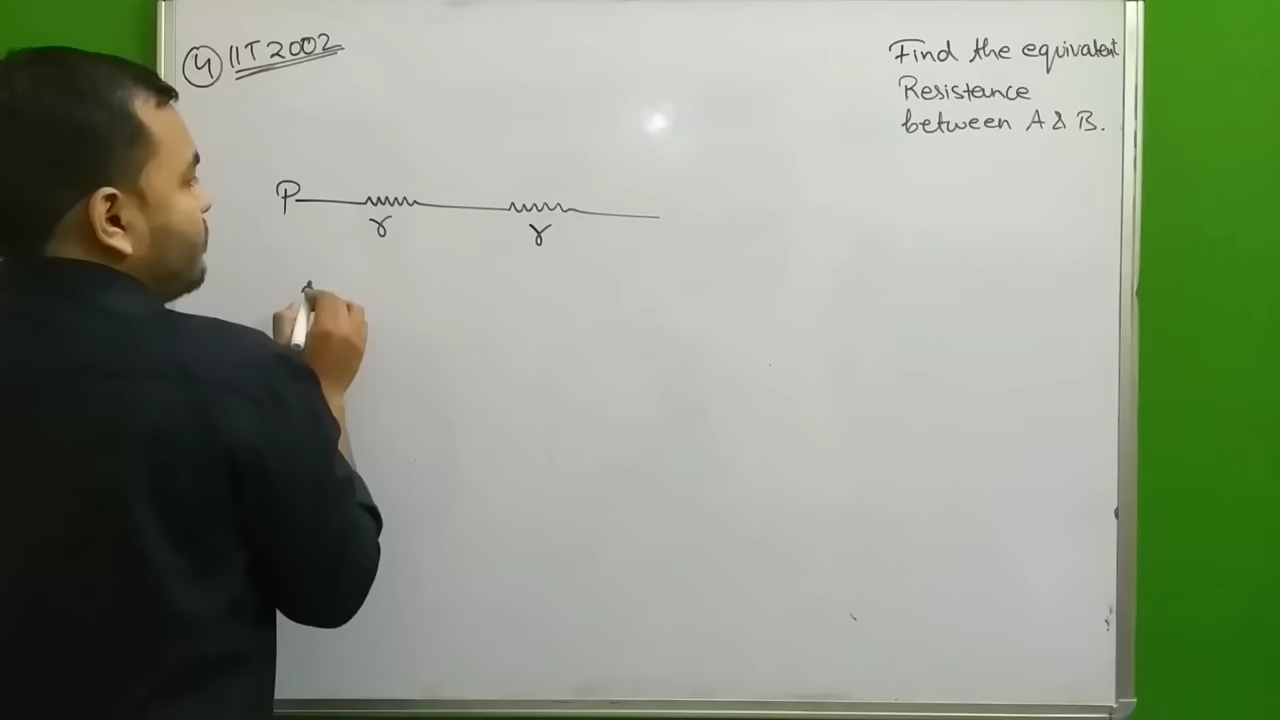 ④ IIT 2002
Find the equivalent
Resistance
between A & B.
P
r r